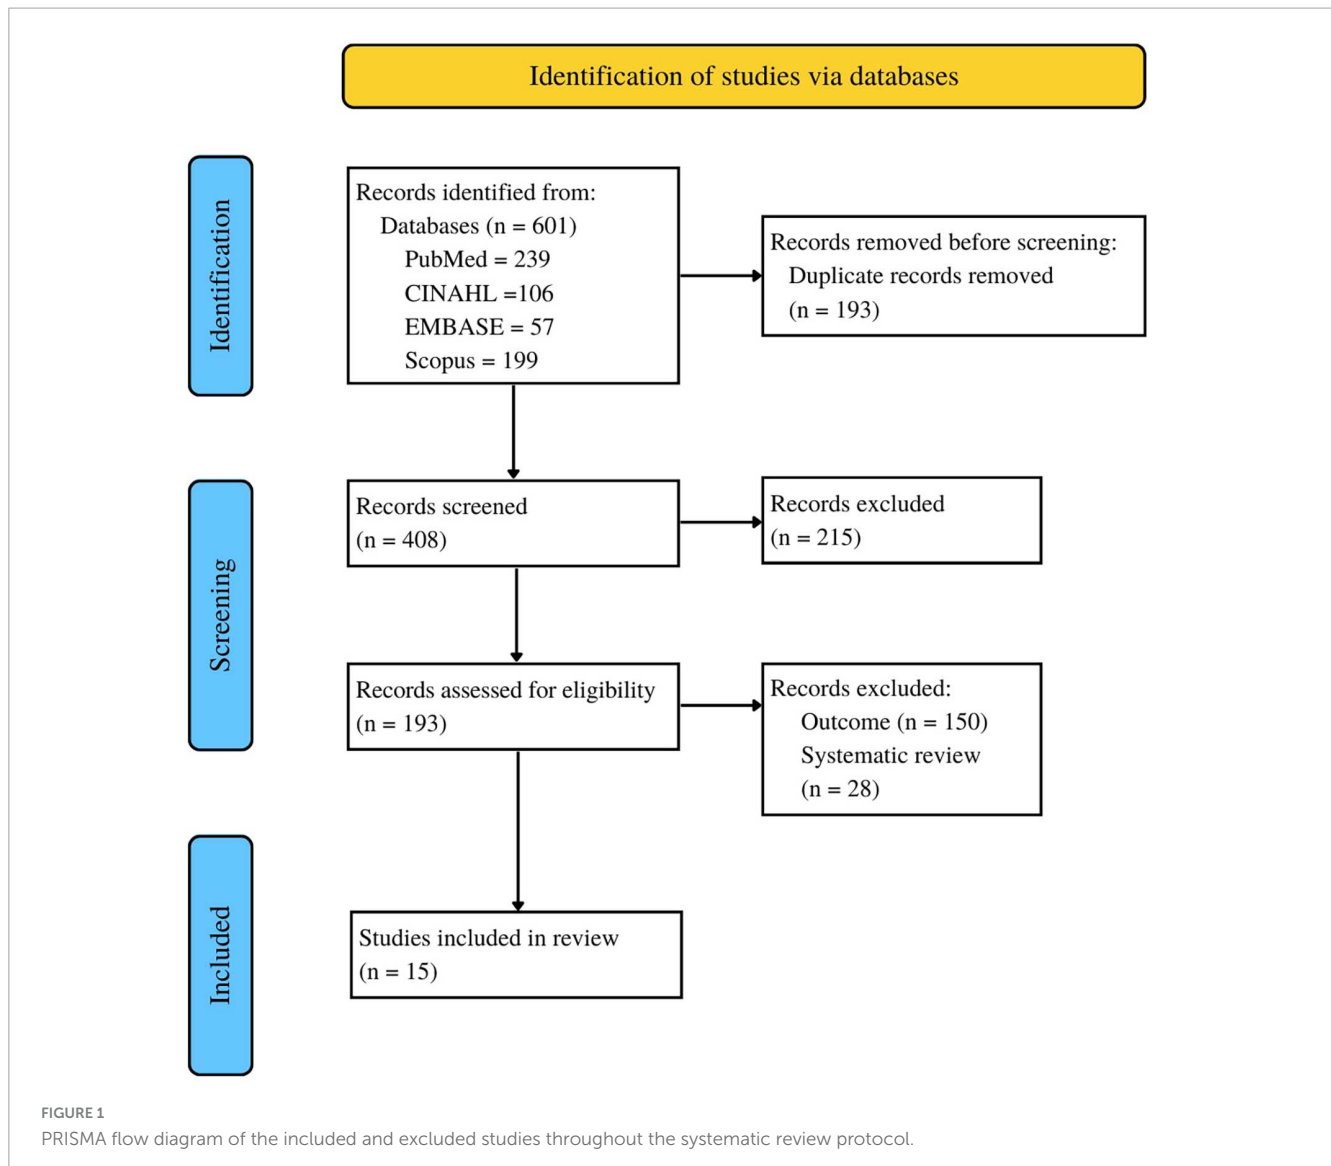 Identification of studies via databases
Identification
Records identified from:
Databases (n = 601)
PubMed = 239
CINAHL =106
EMBASE = 57
Scopus = 199
Records removed before screening:
Duplicate records removed
(n = 193)
Screening
Records screened
(n = 408)
Records excluded
(n = 215)
Records assessed for eligibility
(n = 193)
Records excluded:
Outcome (n = 150)
Systematic review
(n = 28)
Included
Studies included in review
(n = 15)
FIGURE 1
PRISMA flow diagram of the included and excluded studies throughout the systematic review protocol.